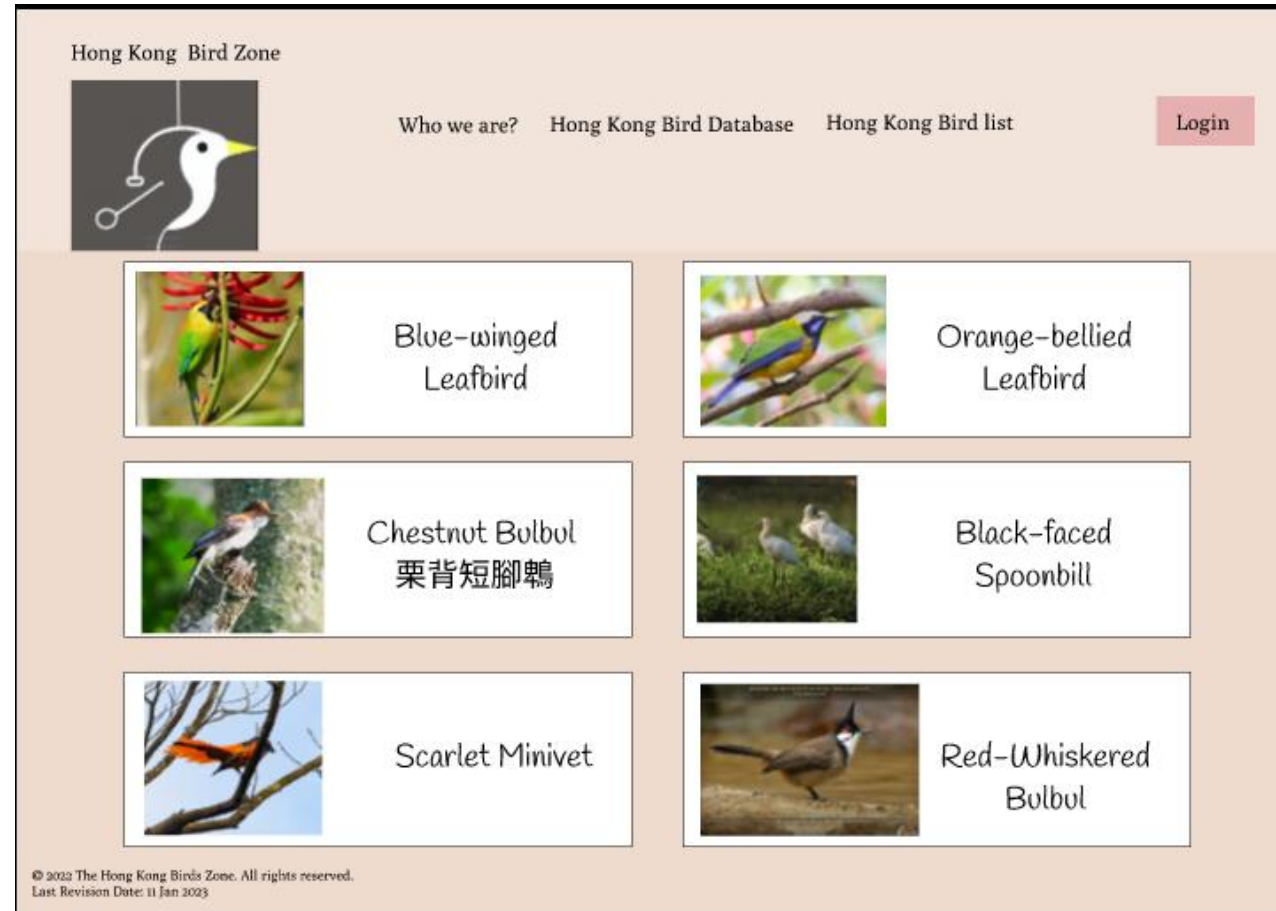 Hong Kong  Bird Zone
Who we are?
Hong Kong Bird Database
Hong Kong Bird list
Login
Blue-winged
Leafbird
Orange-bellied
Leafbird
Chestnut Bulbul
栗背短腳鵯
Black-faced
Spoonbill
Scarlet Minivet
Red-Whiskered
Bulbul
© 2022 The Hong Kong Birds Zone. All rights reserved.
Last Revision Date: 11 Jan 2023